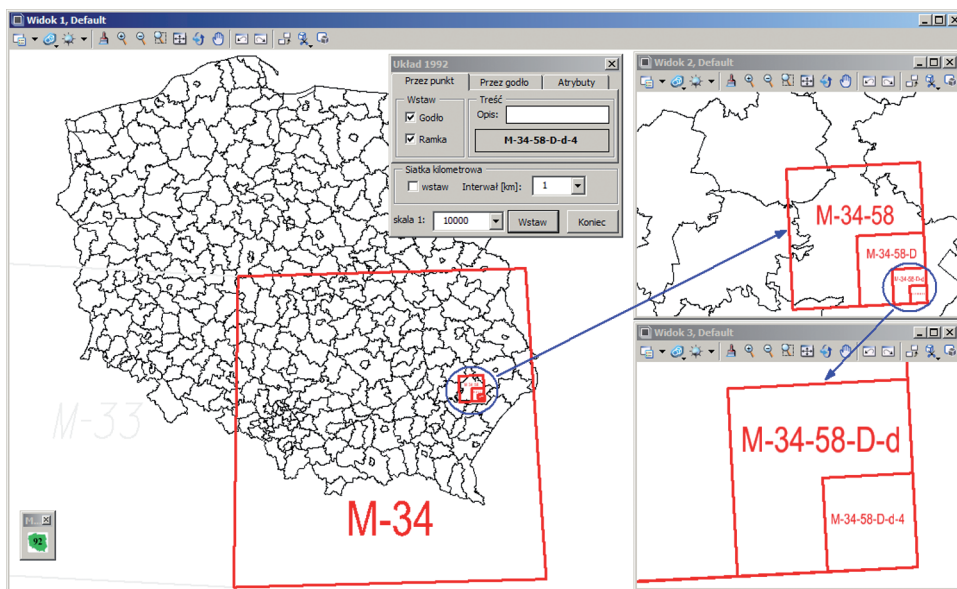 Widok 1, Default
Układ 1992
Przez punkt
Przez godło
Atrybuty
Wstaw
Godło
Ramka
Treść
Opis:
M-34-58-D-d-4
Siatka kilometrowa
wstaw
Interwał [km]:
1
skala 1:
10000
Wstaw
Koniec
M-33
M-34
M...
92
Widok 2, Default
M-34-58
M-34-58-D
M-34-58-D-d
Widok 3, Default
M-34-58-D-d
M-34-58-D-d-4